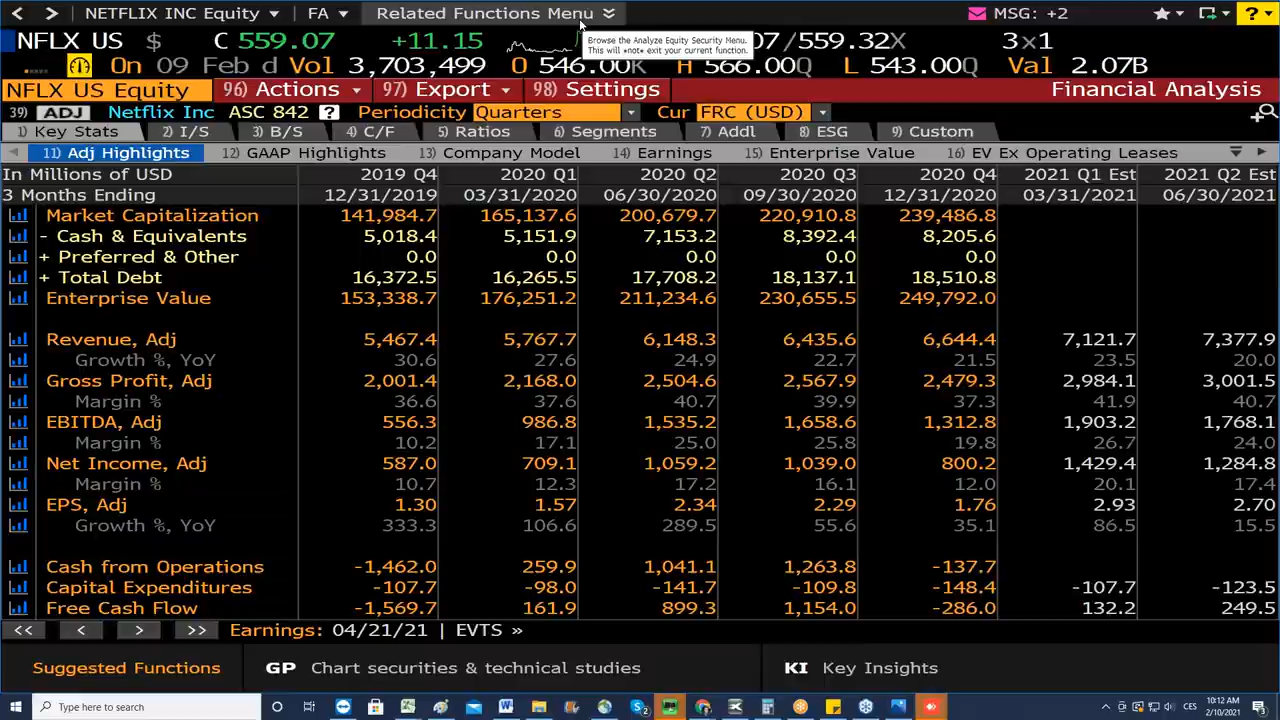 NETFLIX INC Equity FA Related Functions Menu MSG: +2 ?
NFLX US $ C 559.07 +11.15 07/559.32X 3×1
Browse the Analyze Equity Security Menu.
This will *not* exit your current function.
On 09 Feb d Vol 3,703,499 O 546.00Q H 566.00Q L 543.00Q Val 2.07B
NFLX US Equity 96) Actions 97) Export 98) Settings Financial Analysis
39) ADJ Netflix Inc ASC 842 ? Periodicity Quarters Cur FRC (USD)
1) Key Stats 2) I/S 3) B/S 4) C/F 5) Ratios 6) Segments 7) Addl 8) ESG 9) Custom
11) Adj Highlights 12) GAAP Highlights 13) Company Model 14) Earnings 15) Enterprise Value 16) EV Ex Operating Leases
In Millions of USD 2019 Q4 2020 Q1 2020 Q2 2020 Q3 2020 Q4 2021 Q1 Est 2021 Q2 Est
3 Months Ending 12/31/2019 03/31/2020 06/30/2020 09/30/2020 12/31/2020 03/31/2021 06/30/2021
Market Capitalization 141,984.7 165,137.6 200,679.7 220,910.8 239,486.8
- Cash & Equivalents 5,018.4 5,151.9 7,153.2 8,392.4 8,205.6
+ Preferred & Other 0.0 0.0 0.0 0.0 0.0
+ Total Debt 16,372.5 16,265.5 17,708.2 18,137.1 18,510.8
Enterprise Value 153,338.7 176,251.2 211,234.6 230,655.5 249,792.0
Revenue, Adj 5,467.4 5,767.7 6,148.3 6,435.6 6,644.4 7,121.7 7,377.9
Growth %, YoY 30.6 27.6 24.9 22.7 21.5 23.5 20.0
Gross Profit, Adj 2,001.4 2,168.0 2,504.6 2,567.9 2,479.3 2,984.1 3,001.5
Margin % 36.6 37.6 40.7 39.9 37.3 41.9 40.7
EBITDA, Adj 556.3 986.8 1,535.2 1,658.6 1,312.8 1,903.2 1,768.1
Margin % 10.2 17.1 25.0 25.8 19.8 26.7 24.0
Net Income, Adj 587.0 709.1 1,059.2 1,039.0 800.2 1,429.4 1,284.8
Margin % 10.7 12.3 17.2 16.1 12.0 20.1 17.4
EPS, Adj 1.30 1.57 2.34 2.29 1.76 2.93 2.70
Growth %, YoY 333.3 106.6 289.5 55.6 35.1 86.5 15.5
Cash from Operations -1,462.0 259.9 1,041.1 1,263.8 -137.7
Capital Expenditures -107.7 -98.0 -141.7 -109.8 -148.4 -107.7 -123.5
Free Cash Flow -1,569.7 161.9 899.3 1,154.0 -286.0 132.2 249.5
<< < > >> Earnings: 04/21/21 | EVTS »
Suggested Functions GP Chart securities & technical studies KI Key Insights
Type here to search CES 10:12 AM
2/10/2021